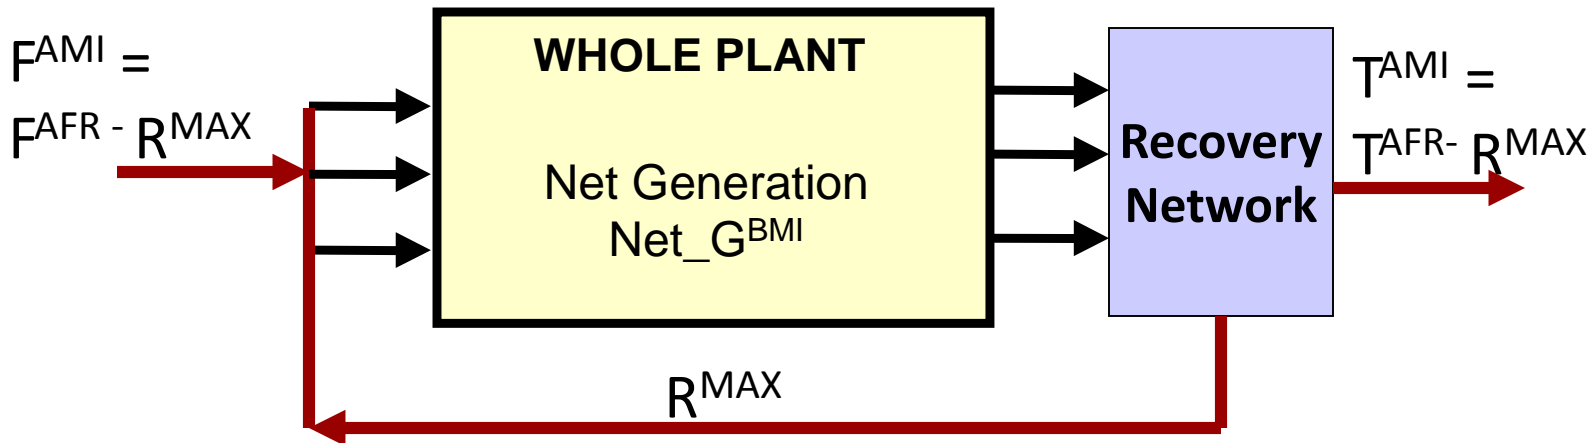 F^AMI =
F^AFR - R^MAX
WHOLE PLANT
Net Generation
Net_G^BMI
Recovery
Network
T^AMI =
T^AFR- R^MAX
R^MAX